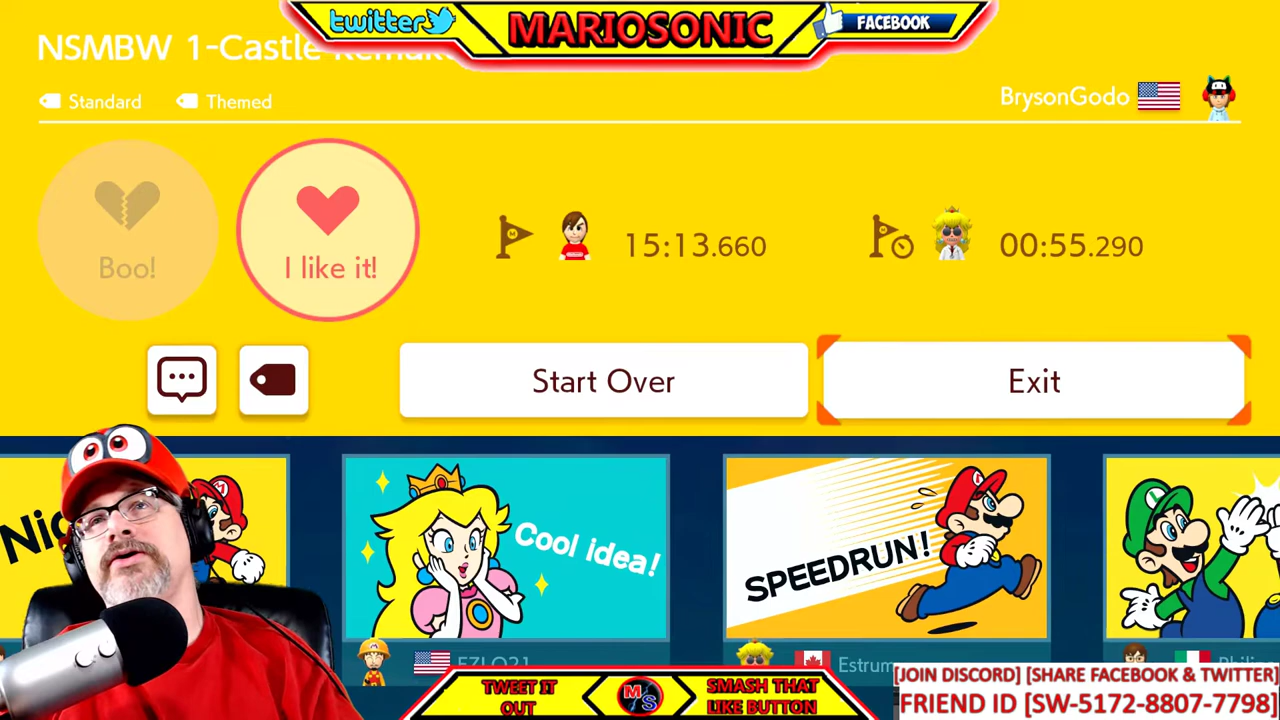 twitter
MARIOSONIC
FACEBOOK
NSMBW 1-Castle
Standard
Themed
BrysonGodo
Boo!
I like it!
15:13.660
00:55.290
Start Over
Exit
Cool idea!
SPEEDRUN!
[JOIN DISCORD] [SHARE FACEBOOK & TWITTER]
TWEET IT
OUT
MS
SMASH THAT
LIKE BUTTON
FRIEND ID [SW-5172-8807-7798]